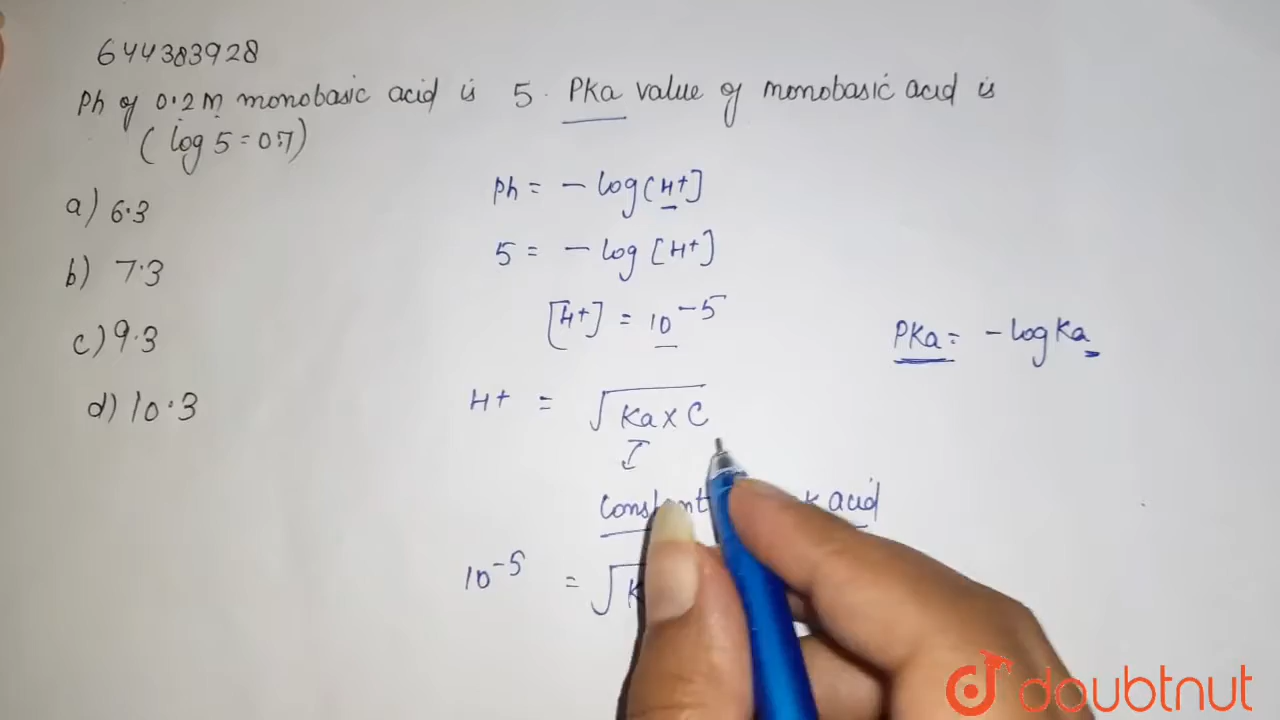 644383928
Ph of 0.2 M monobasic acid is 5. PKa value of monobasic acid is
( log 5 = 0.7)
a) 6.3
b) 7.3
c) 9.3
d) 10.3
Ph = - log [H+]
5 = - log [H+]
[H+] = 10⁻⁵
PKa = - log Ka
H+ = √Ka x C
acid
10⁻⁵ = √K
doubtnut